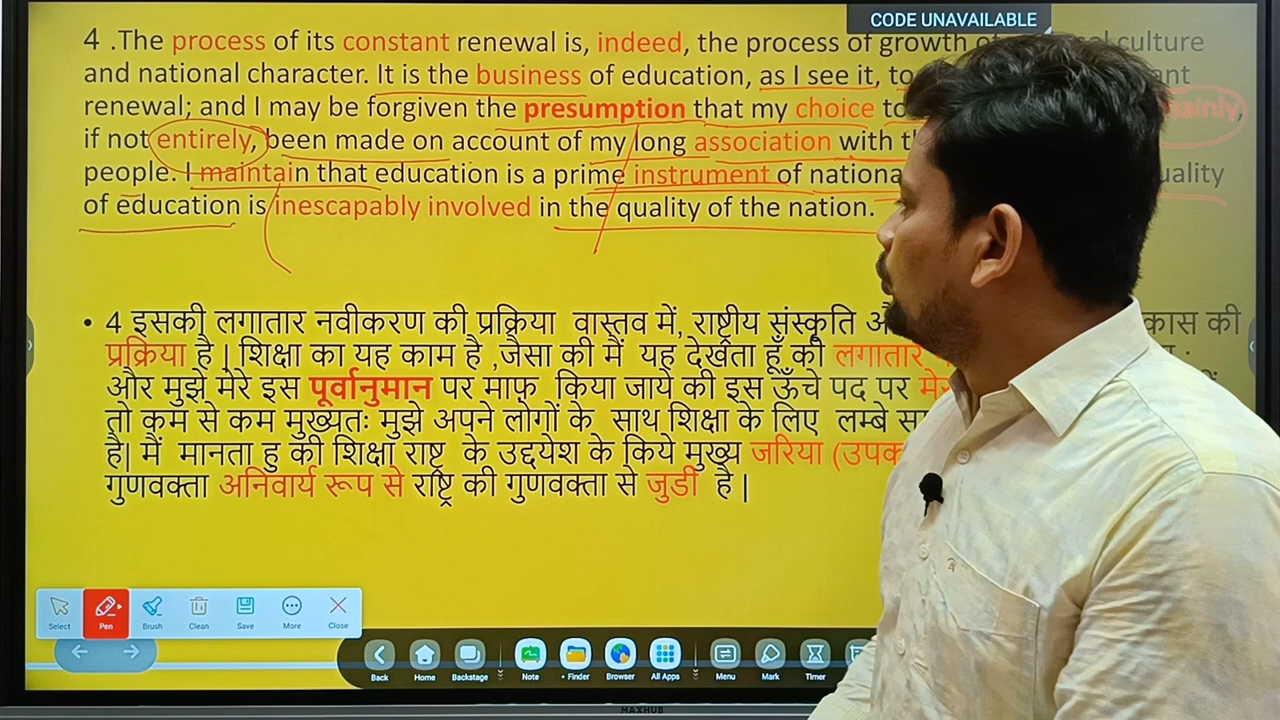 CODE UNAVAILABLE
4 .The process of its constant renewal is, indeed, the process of growth culture
and national character. It is the business of education, as I see it,
renewal; and I may be forgiven the presumption that my choice mainly,
if not entirely, been made on account of my long association with
people. I maintain that education is a prime instrument of
of education is inescapably involved in the quality of the nation.
• 4 इसकी लगातार नवीकरण की प्रक्रिया वास्तव में, राष्ट्रीय संस्कृति की
प्रक्रिया है | शिक्षा का यह काम है ,जैसा की मैं यह देखता हूँ की लगातार
और मुझे मेरे इस पूर्वानुमान पर माफ़ किया जाये की इस ऊँचे पद पर
तो कम से कम मुख्यतः मुझे अपने लोगों के साथ शिक्षा के लिए लम्बे
है| मैं मानता हु की शिक्षा राष्ट्र के उद्दयेश के किये मुख्य जरिया
गुणवक्ता अनिवार्य रूप से राष्ट्र की गुणवक्ता से जुडी है |
Select Pen Brush Clean Save More Close
Back Home Backstage Note Finder Browser All Apps Menu Mark Timer
MAXHUB